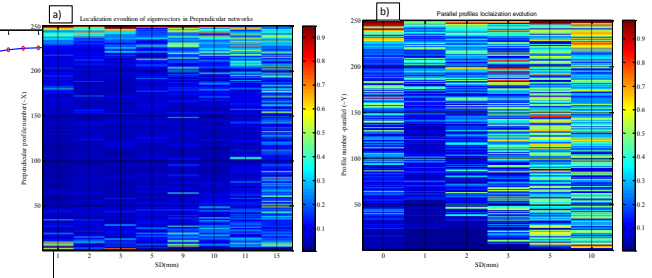 a)
Localization evoultion of eigenvectors in Perpendicular networks
250
200
150
100
50
Perpendicular profile number(~X)
1 2 3 5 9 10 11 15
SD(mm)
0.9
0.8
0.7
0.6
0.5
0.4
0.3
0.2
0.1
b)
Parallel profiles loclaization evolution
250
200
150
100
50
Profile number -parallel (~Y)
0 1 2 3 5 10
SD(mm)
0.9
0.8
0.7
0.6
0.5
0.4
0.3
0.2
0.1